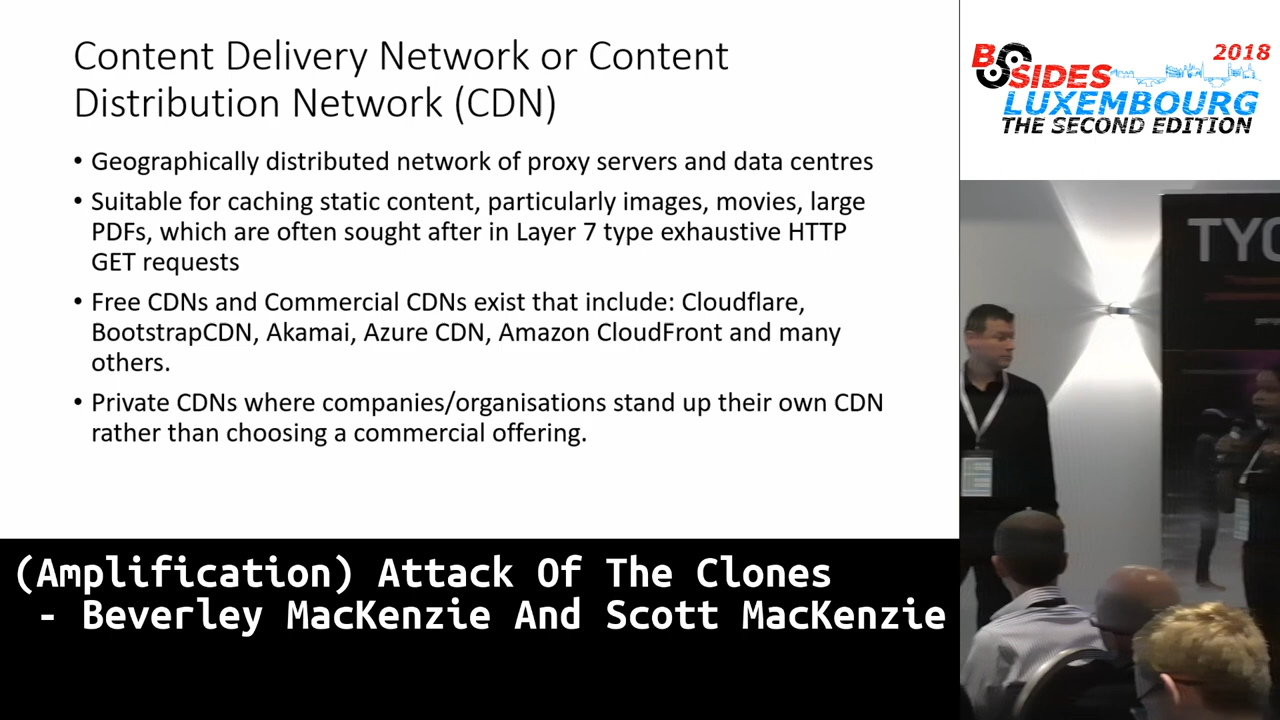 Content Delivery Network or Content
Distribution Network (CDN)
• Geographically distributed network of proxy servers and data centres
• Suitable for caching static content, particularly images, movies, large
PDFs, which are often sought after in Layer 7 type exhaustive HTTP
GET requests
• Free CDNs and Commercial CDNs exist that include: Cloudflare,
BootstrapCDN, Akamai, Azure CDN, Amazon CloudFront and many
others.
• Private CDNs where companies/organisations stand up their own CDN
rather than choosing a commercial offering.
2018
BSIDES
LUXEMBOURG
THE SECOND EDITION
TYC
(Amplification) Attack Of The Clones
- Beverley MacKenzie And Scott MacKenzie